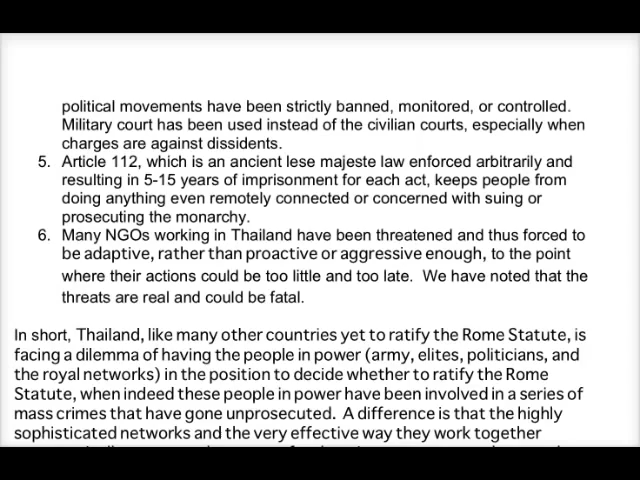 political movements have been strictly banned, monitored, or controlled.
Military court has been used instead of the civilian courts, especially when
charges are against dissidents.
5. Article 112, which is an ancient lese majeste law enforced arbitrarily and
resulting in 5-15 years of imprisonment for each act, keeps people from
doing anything even remotely connected or concerned with suing or
prosecuting the monarchy.
6. Many NGOs working in Thailand have been threatened and thus forced to
be adaptive, rather than proactive or aggressive enough, to the point
where their actions could be too little and too late. We have noted that the
threats are real and could be fatal.
In short, Thailand, like many other countries yet to ratify the Rome Statute, is
facing a dilemma of having the people in power (army, elites, politicians, and
the royal networks) in the position to decide whether to ratify the Rome
Statute, when indeed these people in power have been involved in a series of
mass crimes that have gone unprosecuted. A difference is that the highly
sophisticated networks and the very effective way they work together